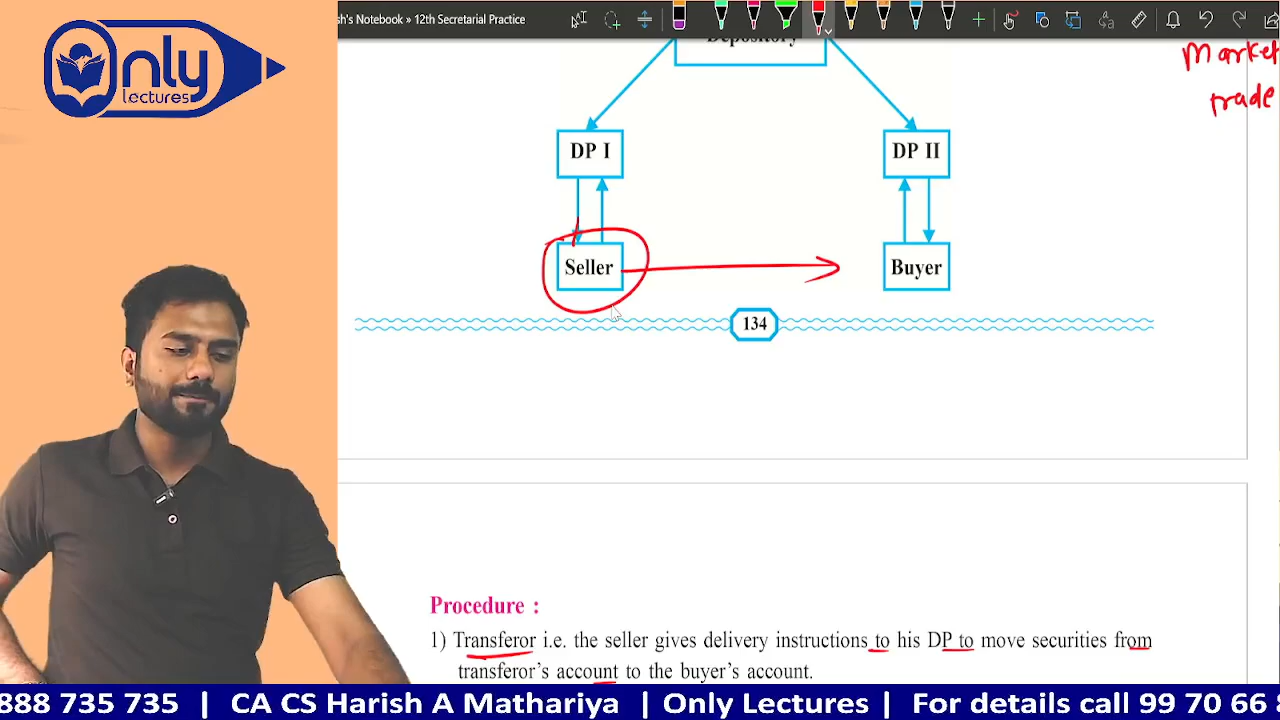 Only
lectures
sh's Notebook » 12th Secretarial Practice
Depository
Market
trade
DP I
DP II
Seller
Buyer
134
Procedure :
1) Transferor i.e. the seller gives delivery instructions to his DP to move securities from
transferor's account to the buyer's account.
888 735 735 | CA CS Harish A Mathariya | Only Lectures | For details call 99 70 66 8